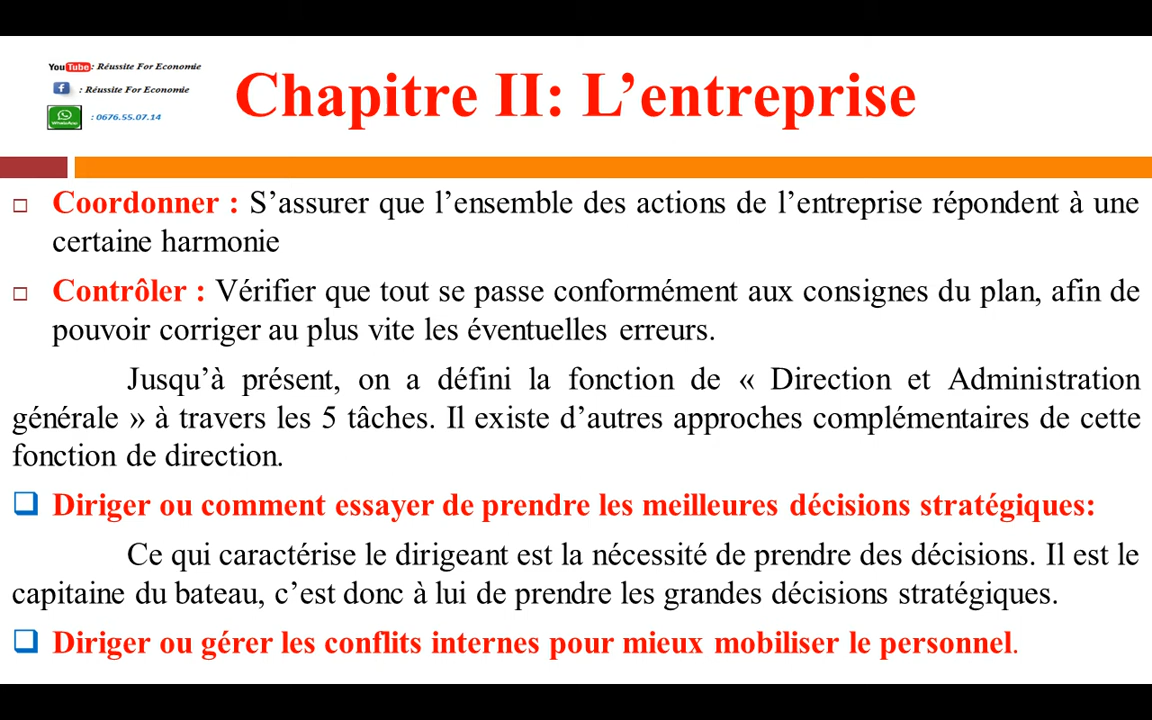 YouTube : Réussite For Economie
: Réussite For Economie
WhatsApp : 0676.55.07.14
Chapitre II: L’entreprise
Coordonner : S’assurer que l’ensemble des actions de l’entreprise répondent à une
certaine harmonie
Contrôler : Vérifier que tout se passe conformément aux consignes du plan, afin de
pouvoir corriger au plus vite les éventuelles erreurs.
Jusqu’à présent, on a défini la fonction de « Direction et Administration
générale » à travers les 5 tâches. Il existe d’autres approches complémentaires de cette
fonction de direction.
Diriger ou comment essayer de prendre les meilleures décisions stratégiques:
Ce qui caractérise le dirigeant est la nécessité de prendre des décisions. Il est le
capitaine du bateau, c’est donc à lui de prendre les grandes décisions stratégiques.
Diriger ou gérer les conflits internes pour mieux mobiliser le personnel.